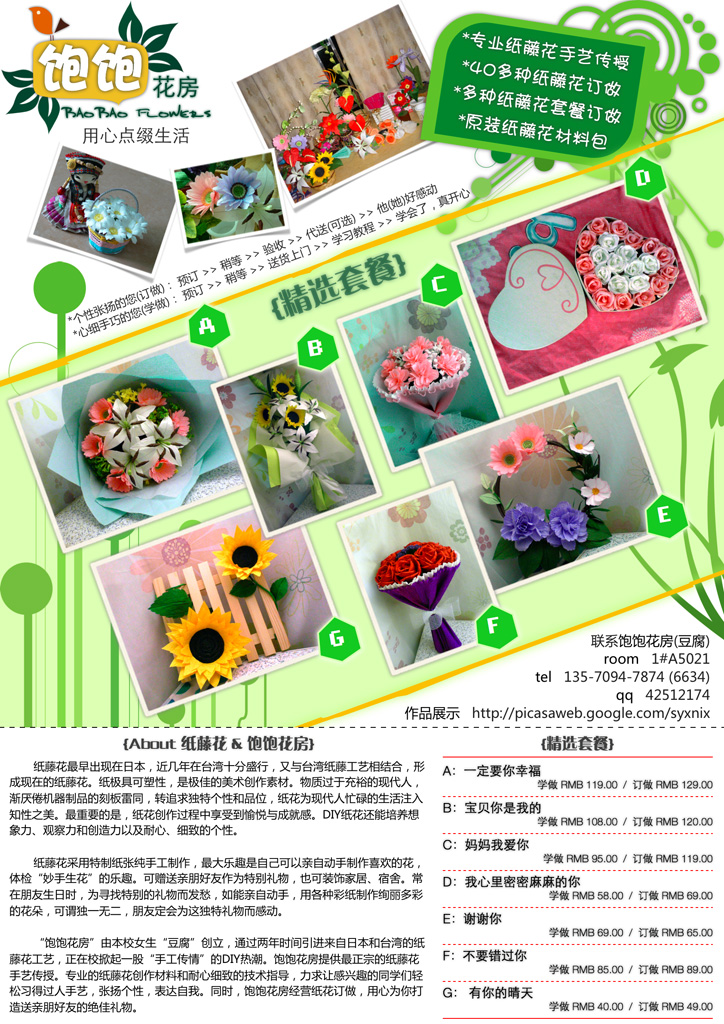 饱饱花房
BAOBAO FLOWERS
用心点缀生活
*专业纸藤花手艺传授
*40多种纸藤花订做
*多种纸藤花套餐订做
*原装纸藤花材料包
*个性张扬的您(订做)：预订 >> 稍等 >> 验收 >> 代送(可选) >> 他(她)好感动
*心细手巧的您(学做)：预订 >> 稍等 >> 送货上门 >> 学习教程 >> 学会了，真开心
{精选套餐}
A
B
C
D
E
F
G
联系饱饱花房(豆腐)
room 1#A5021
tel 135-7094-7874 (6634)
qq 42512174
作品展示 http://picasaweb.google.com/syxnix
{About 纸藤花 & 饱饱花房}
纸藤花最早出现在日本，近几年在台湾十分盛行，又与台湾纸藤工艺相结合，形
成现在的纸藤花。纸极具可塑性，是极佳的美术创作素材。物质过于充裕的现代人，
渐厌倦机器制品的刻板雷同，转追求独特个性和品位，纸花为现代人忙碌的生活注入
知性之美。最重要的是，纸花创作过程中享受到愉悦与成就感。DIY纸花还能培养想
象力、观察力和创造力以及耐心、细致的个性。
纸藤花采用特制纸张纯手工制作，最大乐趣是自己可以亲自动手制作喜欢的花，
体检“妙手生花”的乐趣。可赠送亲朋好友作为特别礼物，也可装饰家居、宿舍。常
在朋友生日时，为寻找特别的礼物而发愁，如能亲自动手，用各种彩纸制作绚丽多彩
的花朵，可谓独一无二，朋友定会为这独特礼物而感动。
“饱饱花房”由本校女生“豆腐”创立，通过两年时间引进来自日本和台湾的纸
藤花工艺，正在校掀起一股“手工传情”的DIY热潮。饱饱花房提供最正宗的纸藤花
手艺传授。专业的纸藤花创作材料和耐心细致的技术指导，力求让感兴趣的同学们轻
松习得过人手艺，张扬个性，表达自我。同时，饱饱花房经营纸花订做，用心为你打
造送亲朋好友的绝佳礼物。
{精选套餐}
A：一定要你幸福
学做 RMB 119.00 / 订做 RMB 129.00
B：宝贝你是我的
学做 RMB 108.00 / 订做 RMB 120.00
C：妈妈我爱你
学做 RMB 95.00 / 订做 RMB 119.00
D：我心里密密麻麻的你
学做 RMB 58.00 / 订做 RMB 69.00
E：谢谢你
学做 RMB 69.00 / 订做 RMB 65.00
F：不要错过你
学做 RMB 85.00 / 订做 RMB 89.00
G： 有你的晴天
学做 RMB 40.00 / 订做 RMB 49.00